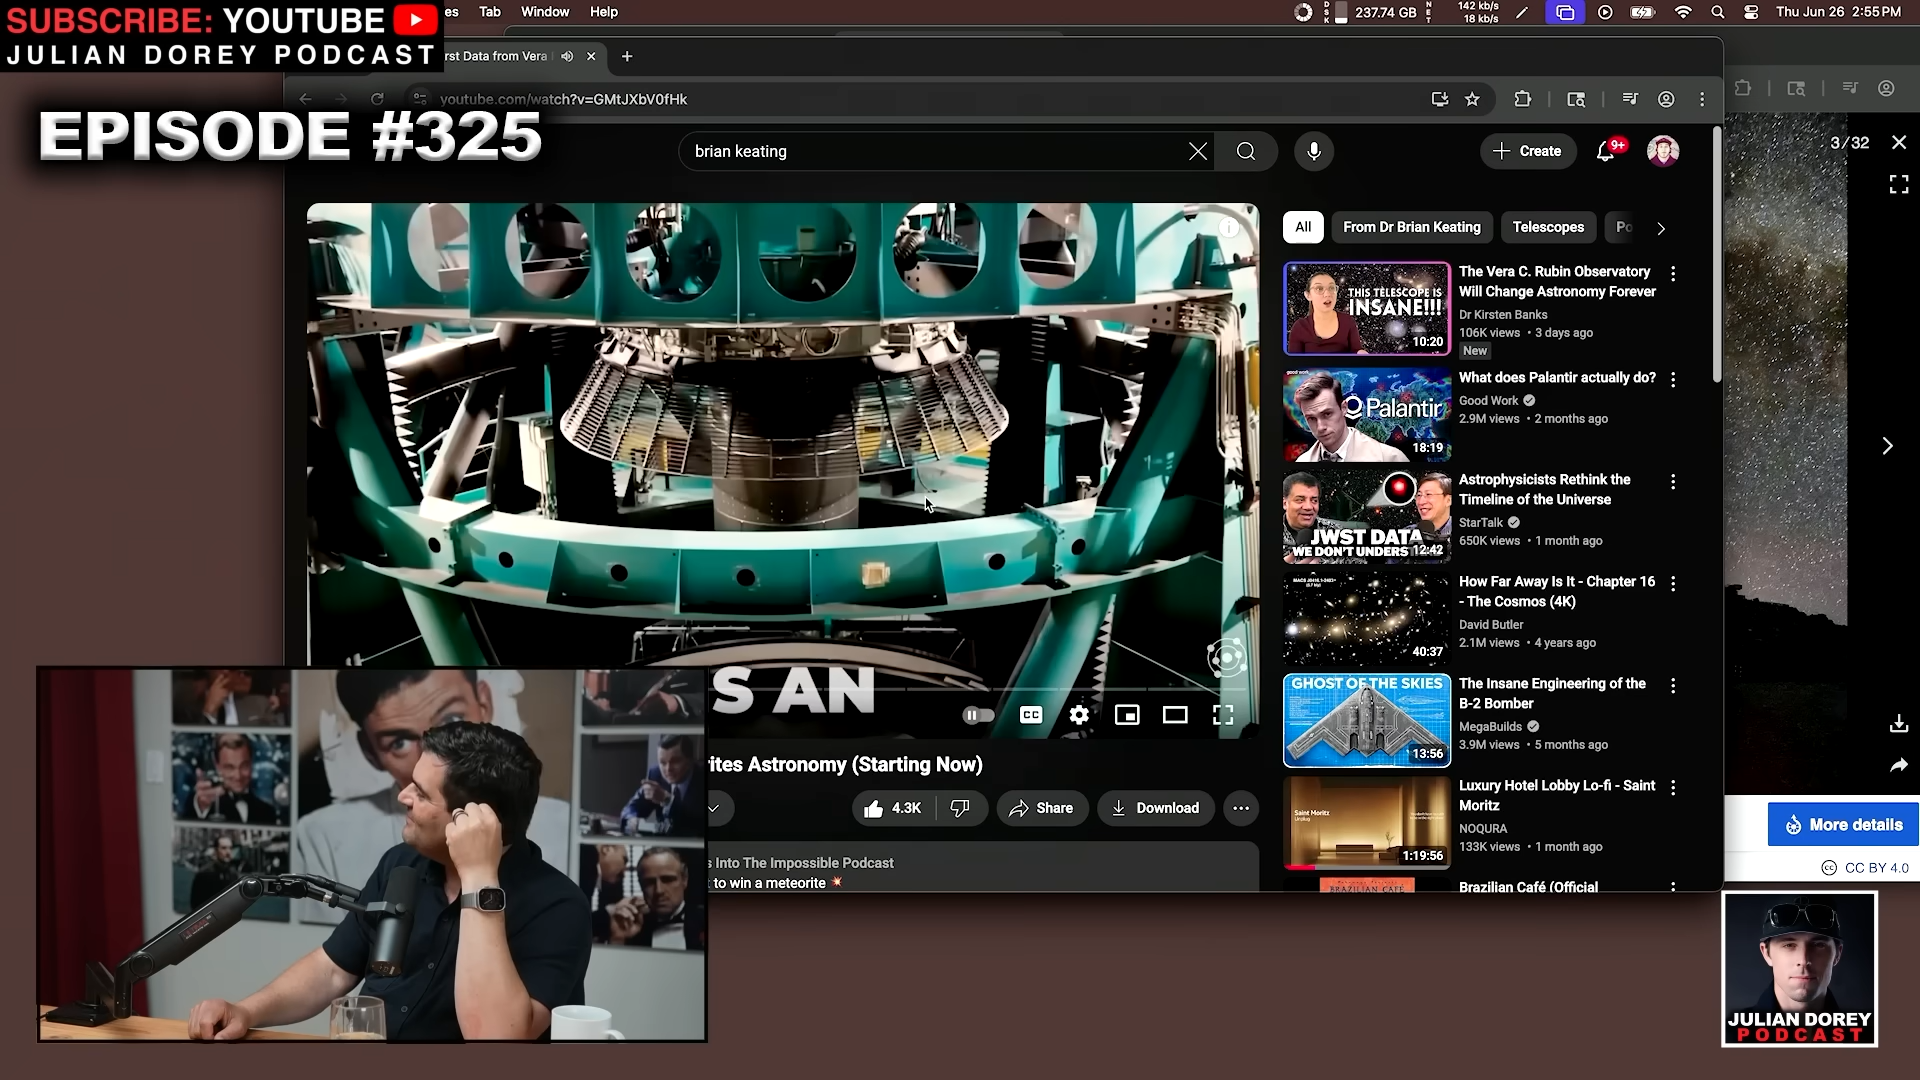 SUBSCRIBE: YOUTUBE
JULIAN DOREY PODCAST
EPISODE #325
es Tab Window Help
237.74 GB
142 kb/s
18 kb/s
Thu Jun 26 2:55PM
rst Data from Vera
youtube.com/watch?v=GMtJXbV0fHk
brian keating
Create
9+
3/32
All
From Dr Brian Keating
Telescopes
Po
THIS TELESCOPE IS
INSANE!!!
10:20
The Vera C. Rubin Observatory
Will Change Astronomy Forever
Dr Kirsten Banks
106K views • 3 days ago
New
good work
Palantir
18:19
What does Palantir actually do?
Good Work
2.9M views • 2 months ago
JWST DATA
WE DON'T UNDERS
12:42
Astrophysicists Rethink the
Timeline of the Universe
StarTalk
650K views • 1 month ago
40:37
How Far Away Is It - Chapter 16
- The Cosmos (4K)
David Butler
2.1M views • 4 years ago
GHOST OF THE SKIES
13:56
The Insane Engineering of the
B-2 Bomber
MegaBuilds
3.9M views • 5 months ago
Saint Moritz
1:19:56
Luxury Hotel Lobby Lo-fi - Saint
Moritz
NOQURA
133K views • 1 month ago
BRAZILIAN CAFÉ
Brazilian Café (Official
S AN
CC
rites Astronomy (Starting Now)
4.3K
Share
Download
s Into The Impossible Podcast
to win a meteorite
More details
CC BY 4.0
JULIAN DOREY
PODCAST